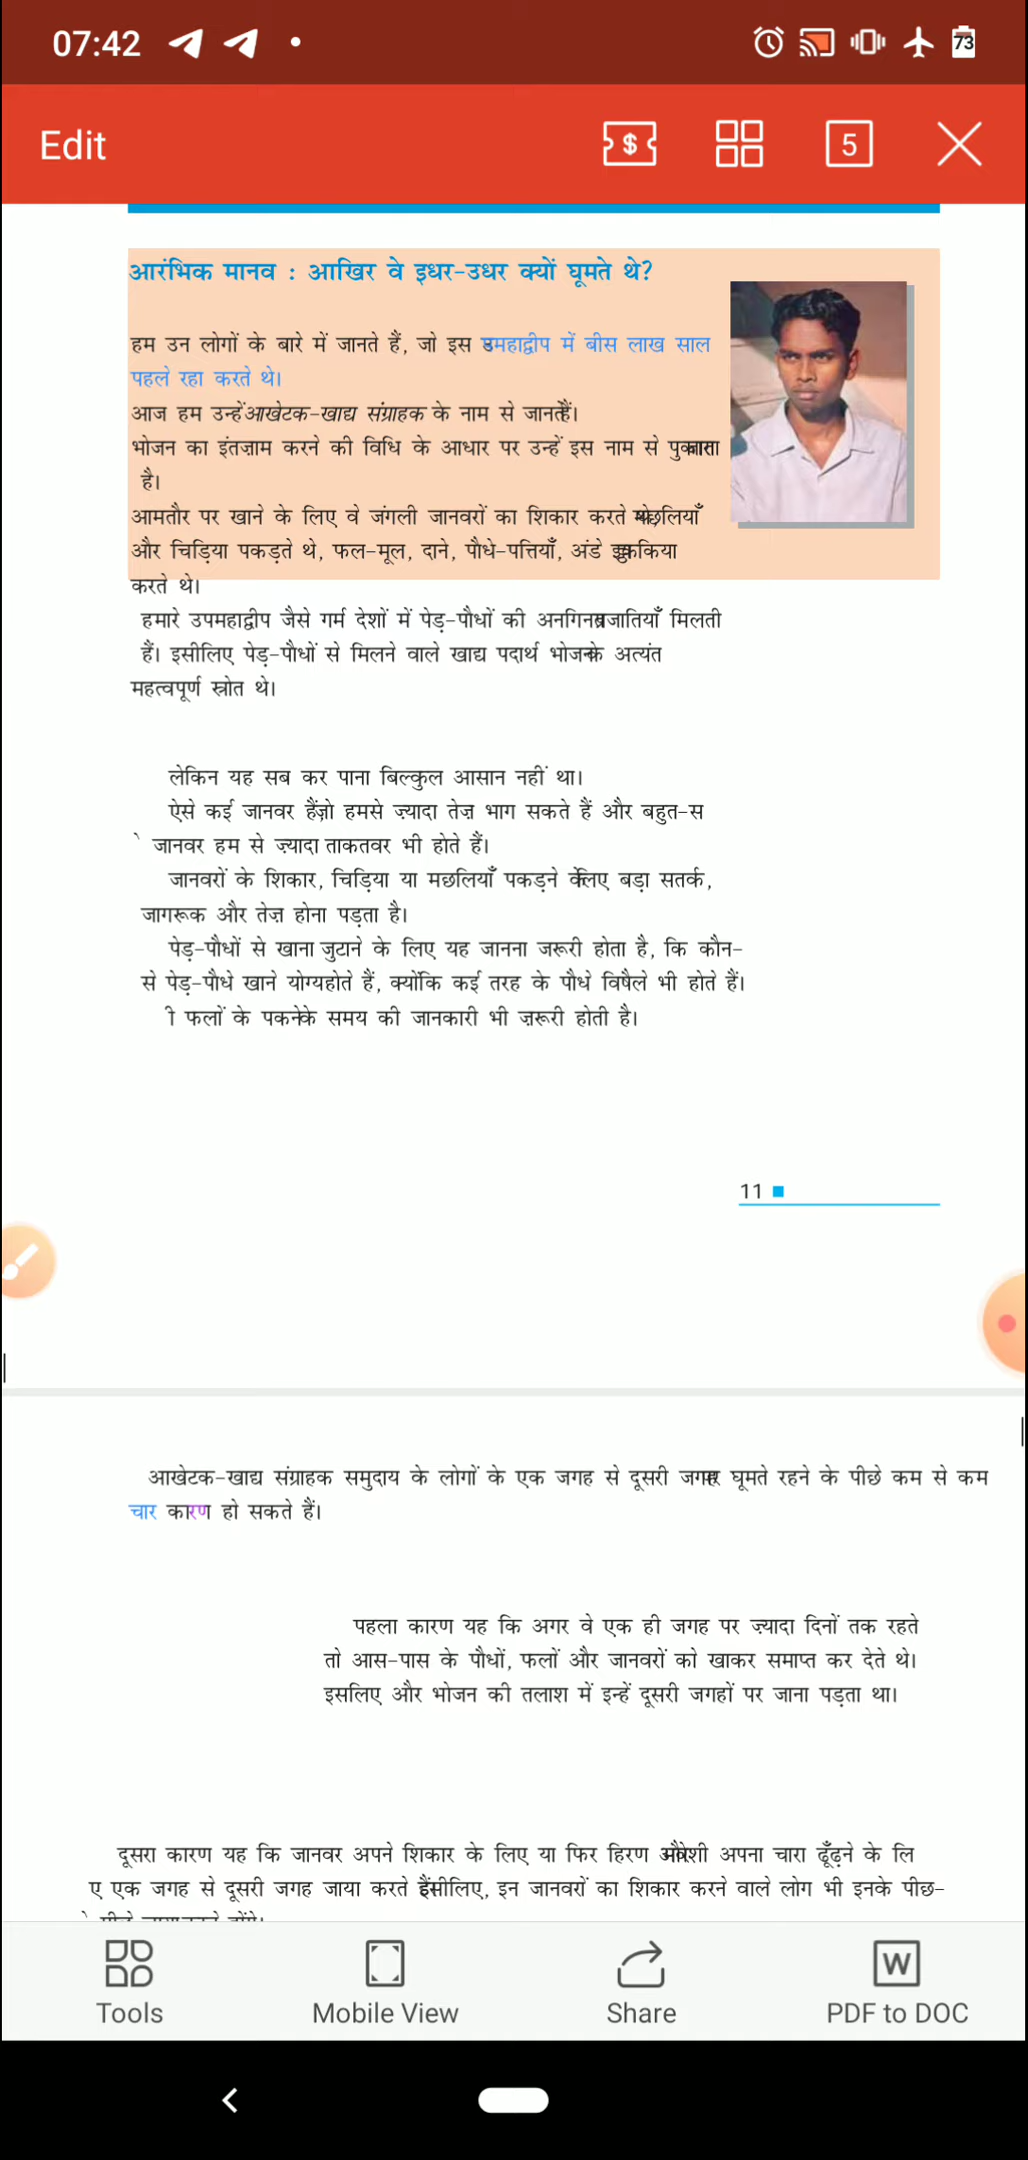 07:42
73
Edit
$
5
आरंभिक मानव : आखिर वे इधर-उधर क्यों घूमते थे?
हम उन लोगों के बारे में जानते हैं, जो इस उपमहाद्वीप में बीस लाख साल
पहले रहा करते थे।
आज हम उन्हें आखेटक-खाद्य संग्राहक के नाम से जानते हैं।
भोजन का इंतज़ाम करने की विधि के आधार पर उन्हें इस नाम से पुकारा जाता
है।
आमतौर पर खाने के लिए वे जंगली जानवरों का शिकार करते थे, मछलियाँ
और चिड़िया पकड़ते थे, फल-मूल, दाने, पौधे-पत्तियाँ, अंडे इकट्ठा किया
करते थे।
हमारे उपमहाद्वीप जैसे गर्म देशों में पेड़-पौधों की अनगिनत प्रजातियाँ मिलती
हैं। इसीलिए पेड़-पौधों से मिलने वाले खाद्य पदार्थ भोजन के अत्यंत
महत्वपूर्ण स्त्रोत थे।
लेकिन यह सब कर पाना बिल्कुल आसान नहीं था।
ऐसे कई जानवर हैं जो हमसे ज़्यादा तेज़ भाग सकते हैं और बहुत-स
े जानवर हम से ज़्यादा ताकतवर भी होते हैं।
जानवरों के शिकार, चिड़िया या मछलियाँ पकड़ने के लिए बड़ा सतर्क,
जागरूक और तेज़ होना पड़ता है।
पेड़-पौधों से खाना जुटाने के लिए यह जानना जरूरी होता है, कि कौन-
से पेड़-पौधे खाने योग्य होते हैं, क्योंकि कई तरह के पौधे विषैले भी होते हैं।
ी फलों के पकने के समय की जानकारी भी ज़रूरी होती है।
11
आखेटक-खाद्य संग्राहक समुदाय के लोगों के एक जगह से दूसरी जगह पर घूमते रहने के पीछे कम से कम
चार कारण हो सकते हैं।
पहला कारण यह कि अगर वे एक ही जगह पर ज़्यादा दिनों तक रहते
तो आस-पास के पौधों, फलों और जानवरों को खाकर समाप्त कर देते थे।
इसलिए और भोजन की तलाश में इन्हें दूसरी जगहों पर जाना पड़ता था।
दूसरा कारण यह कि जानवर अपने शिकार के लिए या फिर हिरण और मवेशी अपना चारा ढूँढ़ने के लि
ए एक जगह से दूसरी जगह जाया करते हैं। इसीलिए, इन जानवरों का शिकार करने वाले लोग भी इनके पीछ-
Tools
Mobile View
Share
W
PDF to DOC